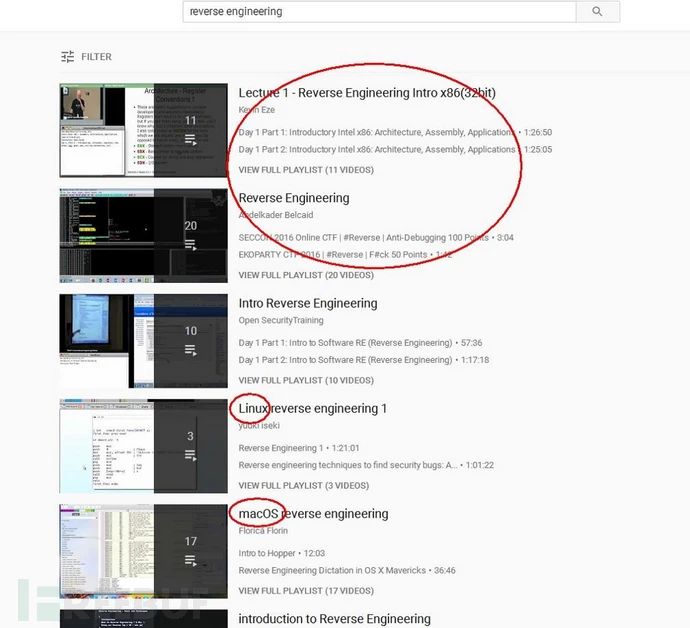 reverse engineering
FILTER
Architecture - Register
Conventions 1
11
Lecture 1 - Reverse Engineering Intro x86(32bit)
Kevin Eze
Day 1 Part 1: Introductory Intel x86: Architecture, Assembly, Applications • 1:26:50
Day 1 Part 2: Introductory Intel x86: Architecture, Assembly, Applications • 1:25:05
VIEW FULL PLAYLIST (11 VIDEOS)
20
Reverse Engineering
Abdelkader Belcaid
SECCON 2016 Online CTF | #Reverse | Anti-Debugging 100 Points • 3:04
EKOPARTY CTF 2016 | #Reverse | F#ck 50 Points • 1:42
VIEW FULL PLAYLIST (20 VIDEOS)
10
Intro Reverse Engineering
Open SecurityTraining
Day 1 Part 1: Intro to Software RE (Reverse Engineering) • 57:36
Day 1 Part 2: Intro to Software RE (Reverse Engineering) • 1:17:18
VIEW FULL PLAYLIST (10 VIDEOS)
3
Linux reverse engineering 1
yuuki iseki
Reverse Engineering 1 • 1:21:01
Reverse engineering techniques to find security bugs: A... • 1:01:22
VIEW FULL PLAYLIST (3 VIDEOS)
17
macOS reverse engineering
Florică Florin
Intro to Hopper • 12:03
Reverse Engineering Dictation in OS X Mavericks • 36:46
VIEW FULL PLAYLIST (17 VIDEOS)
introduction to Reverse Engineering